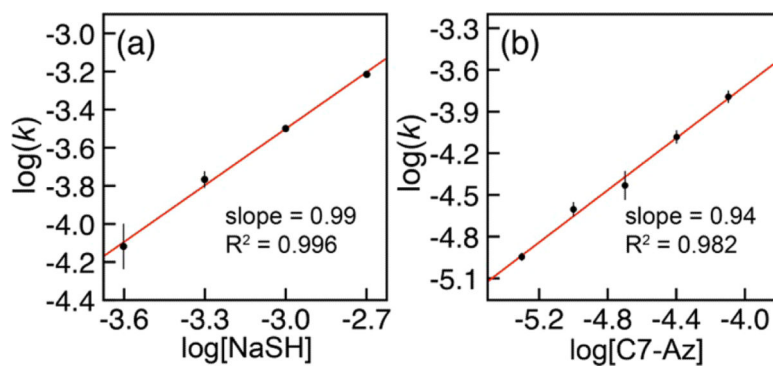 (a)
log(k)
-3.0
-3.2
-3.4
-3.6
-3.8
-4.0
-4.2
-4.4
slope = 0.99
R² = 0.996
-3.6 -3.3 -3.0 -2.7
log[NaSH]
(b)
log(k)
-3.6
-3.9
-4.2
-4.5
-4.8
-5.1
slope = 0.94
R² = 0.982
-5.2 -4.8 -4.4 -4.0
log[C7-Az]